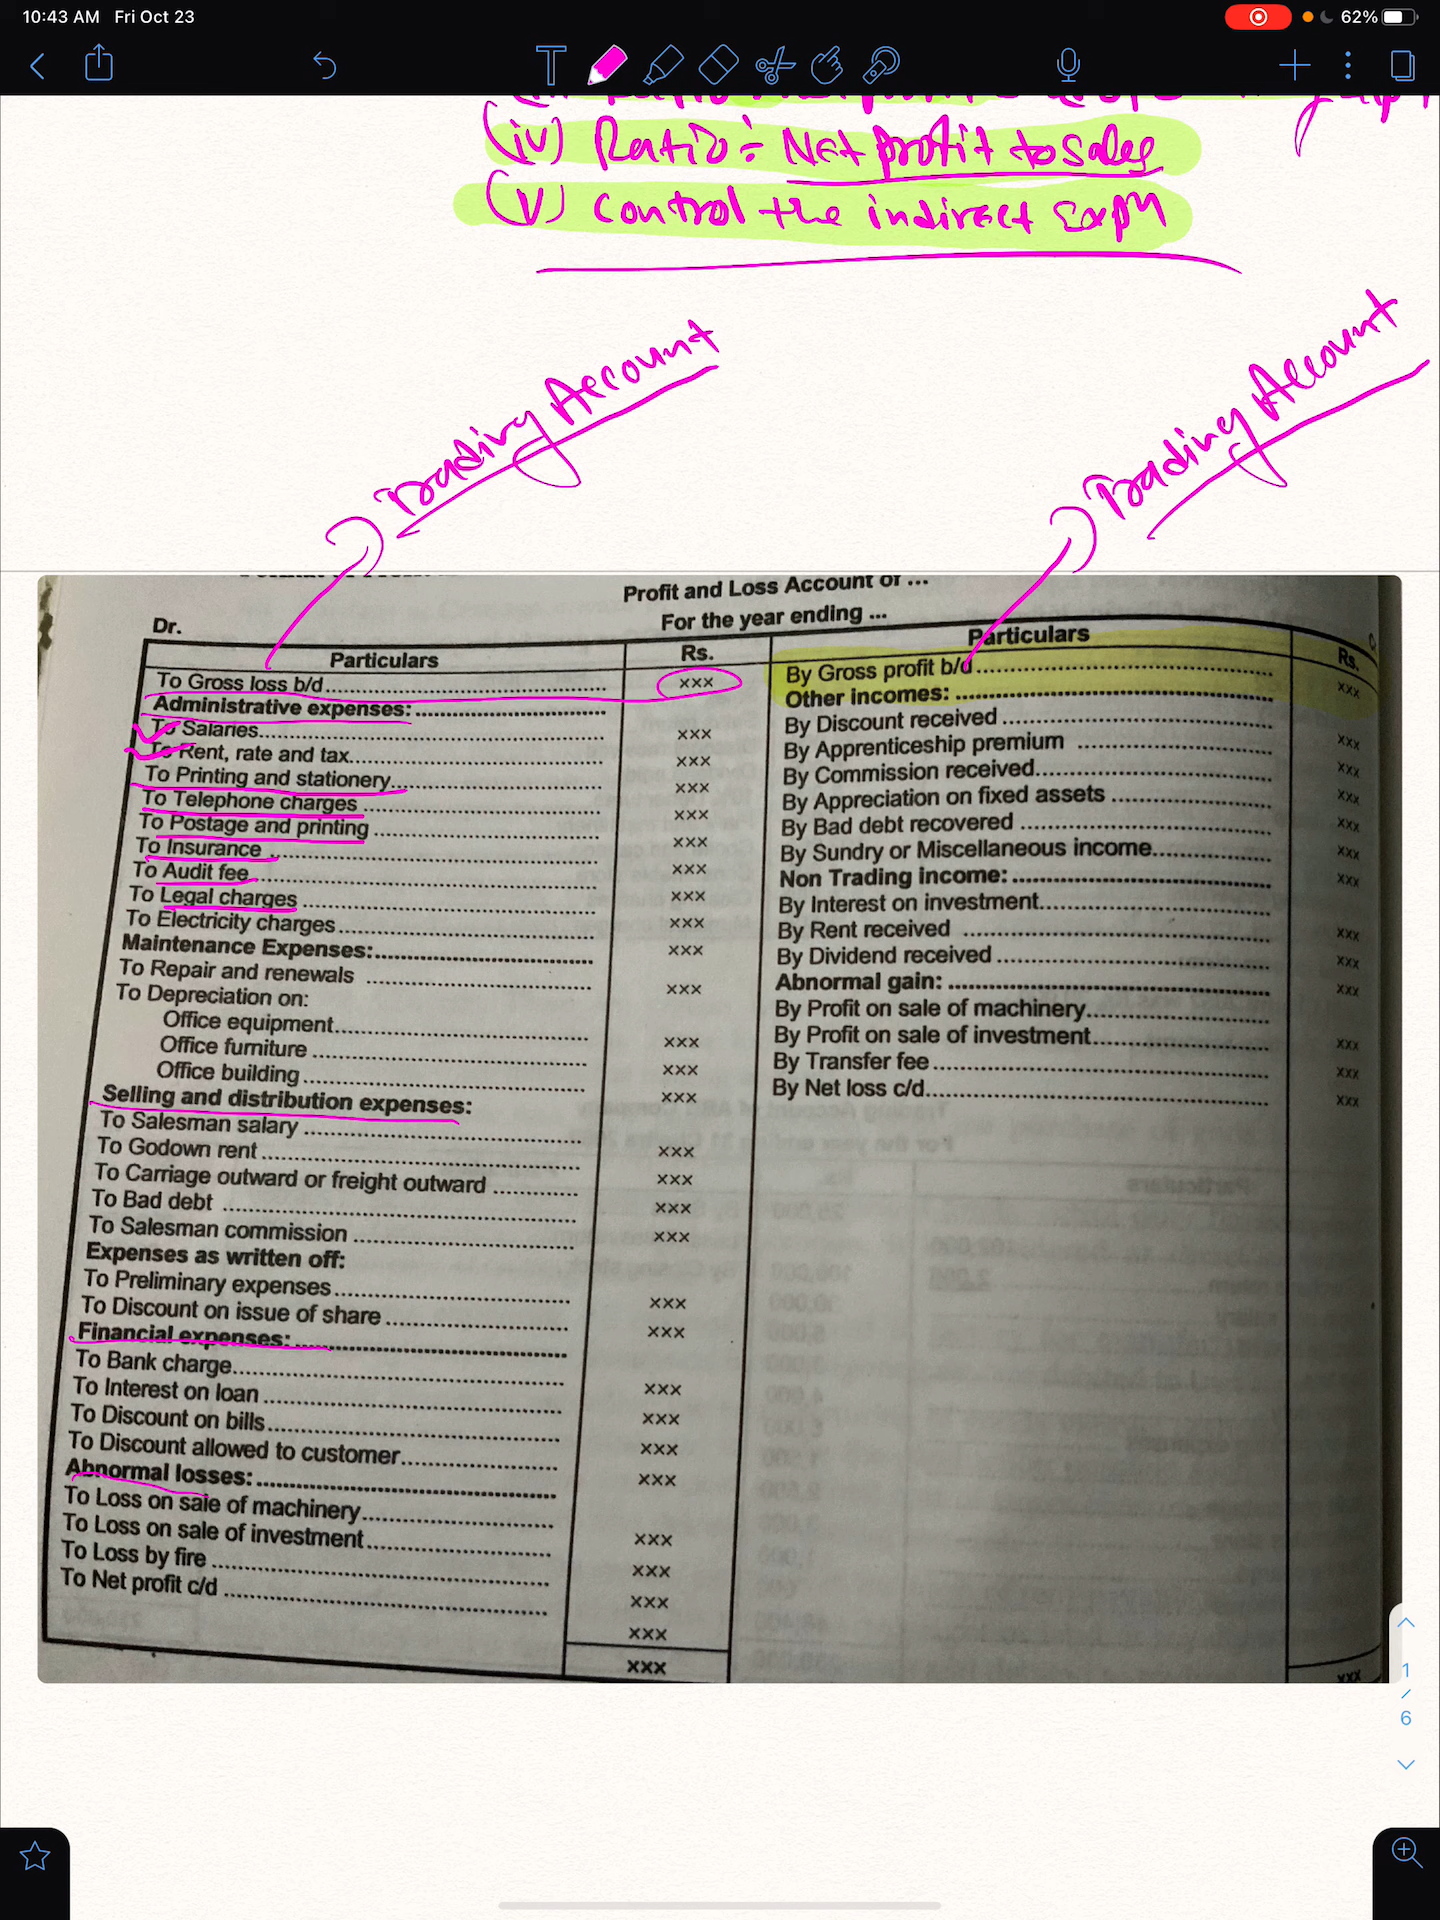 10:43 AM Fri Oct 23
62%
(iv) Ratio: Net profit to sales
(v) control the indirect Expn
Trading Account
Trading Account
Profit and Loss Account of ...
For the year ending ...
Dr.
Particulars Rs. Particulars Rs.
To Gross loss b/d xxx
Administrative expenses:
To Salaries xxx
To Rent, rate and tax xxx
To Printing and stationery xxx
To Telephone charges xxx
To Postage and printing xxx
To Insurance xxx
To Audit fee xxx
To Legal charges xxx
To Electricity charges xxx
Maintenance Expenses:
To Repair and renewals xxx
To Depreciation on:
Office equipment xxx
Office furniture xxx
Office building xxx
Selling and distribution expenses:
To Salesman salary xxx
To Godown rent xxx
To Carriage outward or freight outward xxx
To Bad debt xxx
To Salesman commission
Expenses as written off:
To Preliminary expenses xxx
To Discount on issue of share xxx
Financial expenses:
To Bank charge xxx
To Interest on loan xxx
To Discount on bills xxx
To Discount allowed to customer xxx
Abnormal losses:
To Loss on sale of machinery xxx
To Loss on sale of investment xxx
To Loss by fire xxx
To Net profit c/d xxx
xxx
By Gross profit b/d xxx
Other incomes:
By Discount received xxx
By Apprenticeship premium xxx
By Commission received xxx
By Appreciation on fixed assets xxx
By Bad debt recovered xxx
By Sundry or Miscellaneous income xxx
Non Trading income:
By Interest on investment xxx
By Rent received xxx
By Dividend received xxx
Abnormal gain:
By Profit on sale of machinery xxx
By Profit on sale of investment xxx
By Transfer fee xxx
By Net loss c/d
xxx
1
/
6